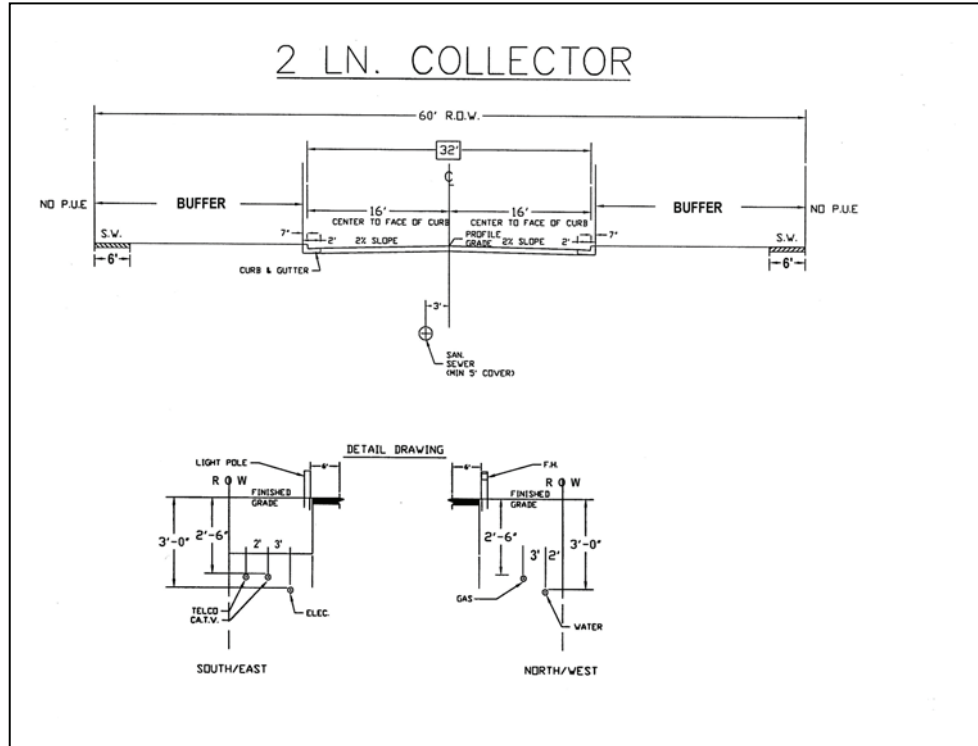 2 LN. COLLECTOR
60' R.O.W.
32'
C L
NO P.U.E
BUFFER
16'
16'
BUFFER
NO P.U.E
CENTER TO FACE OF CURB
CENTER TO FACE OF CURB
S.W.
7"
2'
2% SLOPE
PROFILE
GRADE
2% SLOPE
2'
7"
S.W.
6'
CURB & GUTTER
6'
3'
SAN.
SEWER
(MIN 5' COVER)
DETAIL DRAWING
LIGHT POLE
6'
R O W
FINISHED
GRADE
3'-0"
2'-6"
2'
3'
TELCO
CA.T.V.
ELEC.
SOUTH/EAST
6'
F.H.
R O W
FINISHED
GRADE
2'-6"
3'
2'
3'-0"
GAS
WATER
NORTH/WEST